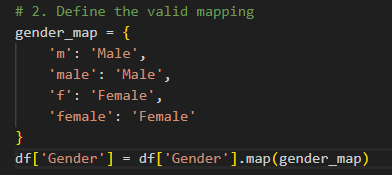 # 2. Define the valid mapping
gender_map = {
    'm': 'Male',
    'male': 'Male',
    'f': 'Female',
    'female': 'Female'
}
df['Gender'] = df['Gender'].map(gender_map)